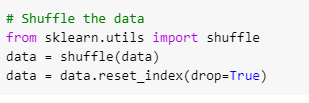 # Shuffle the data
from sklearn.utils import shuffle
data = shuffle(data)
data = data.reset_index(drop=True)